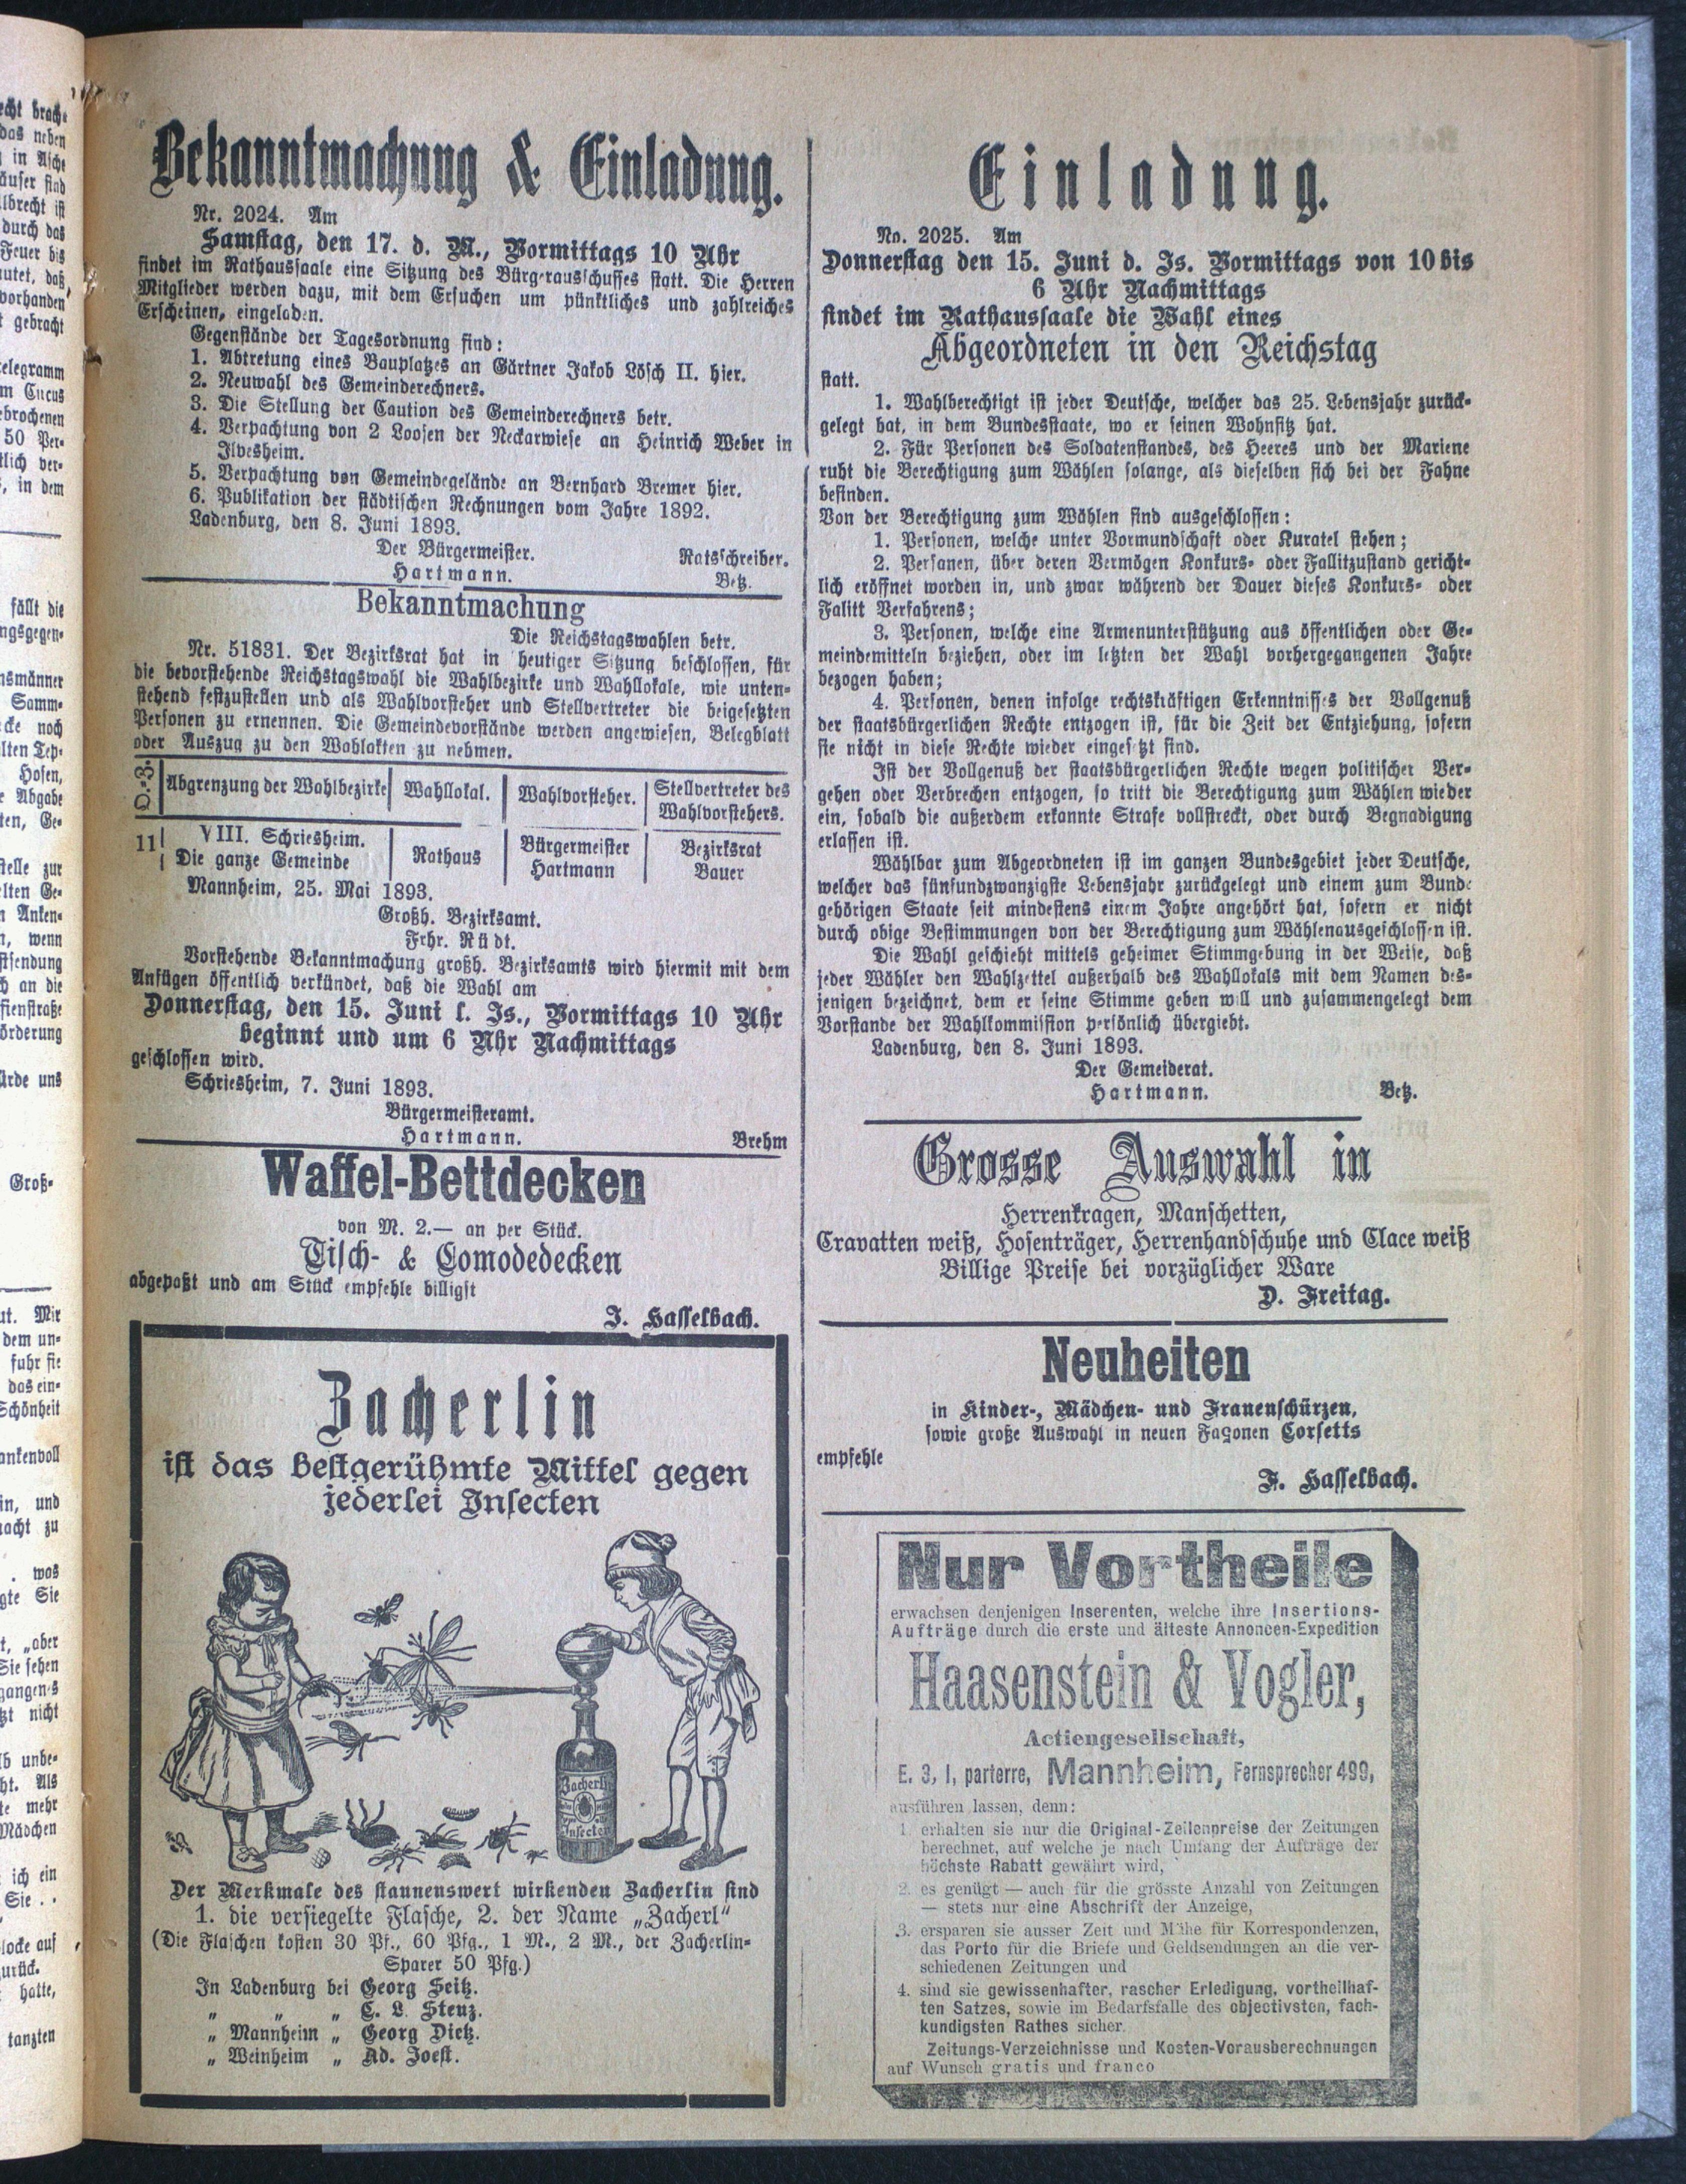 Bekanntmachung & Einladung.
Nr. 2024. Am
Samstag, den 17. d. M., Vormittags 10 Uhr
findet im Rathaussaale eine Sitzung des Bürgerausschusses statt. Die Herren
Mitglieder werden dazu, mit dem Ersuchen um pünktliches und zahlreiches
Erscheinen, eingeladen.
Gegenstände der Tagesordnung sind:
1. Abtretung eines Bauplatzes an Gärtner Jakob Lösch II. hier.
2. Neuwahl des Gemeinderechners.
3. Die Stellung der Caution des Gemeinderechners betr.
4. Verpachtung von 2 Loosen der Neckarwiese an Heinrich Weber in
Ilvesheim.
5. Verpachtung von Gemeindegelände an Bernhard Bremer hier.
6. Publikation der städtischen Rechnungen vom Jahre 1892.
Ladenburg, den 8. Juni 1893.
Der Bürgermeister. Ratsschreiber.
Hartmann. Betz.
Bekanntmachung
Die Reichstagswahlen betr.
Nr. 51831. Der Bezirksrat hat in heutiger Sitzung beschlossen, für
die bevorstehende Reichstagswahl die Wahlbezirke und Wahllokale, wie unten-
stehend festzustellen und als Wahlvorsteher und Stellvertreter die beigesetzten
Personen zu ernennen. Die Gemeindevorstände werden angewiesen, Belegblatt
oder Auszug zu den Wahlakten zu nehmen.
O.-Z. Abgrenzung der Wahlbezirke Wahllokal. Wahlvorsteher. Stellvertreter des
Wahlvorstehers.
11 VIII. Schriesheim. Rathaus Bürgermeister Bezirksrat
Die ganze Gemeinde Hartmann Bauer
Mannheim, 25. Mai 1893.
Großh. Bezirksamt.
Frhr. Rüdt.
Vorstehende Bekanntmachung großh. Bezirksamts wird hiermit mit dem
Anfügen öffentlich verkündet, daß die Wahl am
Donnerstag, den 15. Juni l. Js., Vormittags 10 Uhr
beginnt und um 6 Uhr Nachmittags
geschlossen wird.
Schriesheim, 7. Juni 1893.
Bürgermeisteramt.
Hartmann. Brehm
Waffel-Bettdecken
von M. 2.— an per Stück.
Tisch- & Comodedecken
abgepaßt und am Stück empfehle billigst
J. Hasselbach.
Zacherlin
ist das bestgerühmte Mittel gegen
jederlei Insecten
Zacherlin
Insecten
Der Merkmale des staunenswert wirkenden Zacherlin sind
1. die versiegelte Flasche, 2. der Name „Zacherl“
(Die Flaschen kosten 30 Pf., 60 Pfg., 1 M., 2 M., der Zacherlin-
Sparer 50 Pfg.)
In Ladenburg bei Georg Seitz.
„ „ „ C. L. Stenz.
„ Mannheim „ Georg Dietz.
„ Weinheim „ Ad. Joest.
Einladung.
No. 2025. Am
Donnerstag den 15. Juni d. Js. Vormittags von 10 bis
6 Uhr Nachmittags
findet im Rathaussaale die Wahl eines
Abgeordneten in den Reichstag
statt.
1. Wahlberechtigt ist jeder Deutsche, welcher das 25. Lebensjahr zurück-
gelegt hat, in dem Bundesstaate, wo er seinen Wohnsitz hat.
2. Für Personen des Soldatenstandes, des Heeres und der Mariene
ruht die Berechtigung zum Wählen solange, als dieselben sich bei der Fahne
befinden.
Von der Berechtigung zum Wählen sind ausgeschlossen:
1. Personen, welche unter Vormundschaft oder Kuratel stehen;
2. Persanen, über deren Vermögen Konkurs- oder Fallitzustand gericht-
lich eröffnet worden in, und zwar während der Dauer dieses Konkurs- oder
Falitt Verfahrens;
3. Personen, welche eine Armenunterstützung aus öffentlichen oder Ge-
meindemitteln beziehen, oder im letzten der Wahl vorhergegangenen Jahre
bezogen haben;
4. Personen, denen infolge rechtskräftigen Erkenntnisses der Vollgenuß
der staatsbürgerlichen Rechte entzogen ist, für die Zeit der Entziehung, sofern
sie nicht in diese Rechte wieder eingesetzt sind.
Ist der Vollgenuß der staatsbürgerlichen Rechte wegen politischer Ver-
gehen oder Verbrechen entzogen, so tritt die Berechtigung zum Wählen wieder
ein, sobald die außerdem erkannte Strafe vollstreckt, oder durch Begnadigung
erlassen ist.
Wählbar zum Abgeordneten ist im ganzen Bundesgebiet jeder Deutsche,
welcher das fünfundzwanzigste Lebensjahr zurückgelegt und einem zum Bunde
gehörigen Staate seit mindestens einem Jahre angehört hat, sofern er nicht
durch obige Bestimmungen von der Berechtigung zum Wählenausgeschlossen ist.
Die Wahl geschieht mittels geheimer Stimmgebung in der Weise, daß
jeder Wähler den Wahlzettel außerhalb des Wahllokals mit dem Namen des-
jenigen bezeichnet, dem er seine Stimme geben will und zusammengelegt dem
Vorstande der Wahlkommission persönlich übergiebt.
Ladenburg, den 8. Juni 1893.
Der Gemeiderat.
Hartmann. Betz.
Grosse Auswahl in
Herrenkragen, Manschetten,
Cravatten weiß, Hosenträger, Herrenhandschuhe und Clace weiß
Billige Preise bei vorzüglicher Ware
D. Freitag.
Neuheiten
in Kinder-, Mädchen- und Frauenschürzen,
sowie große Auswahl in neuen Façonen Corsetts
empfehle
J. Hasselbach.
Nur Vortheile
erwachsen denjenigen Inserenten, welche ihre Insertions-
Aufträge durch die erste und älteste Annoncen-Expedition
Haasenstein & Vogler,
Actiengesellschaft,
E. 3, 1, parterre, Mannheim, Fernsprecher 499,
ausführen lassen, denn:
1. erhalten sie nur die Original-Zeilenpreise der Zeitungen
berechnet, auf welche je nach Umfang der Aufträge der
höchste Rabatt gewährt wird,
2. es genügt — auch für die grösste Anzahl von Zeitungen
— stets nur eine Abschrift der Anzeige,
3. ersparen sie ausser Zeit und Mühe für Korrespondenzen,
das Porto für die Briefe und Geldsendungen an die ver-
schiedenen Zeitungen und
4. sind sie gewissenhafter, rascher Erledigung, vortheilhaf-
ten Satzes, sowie im Bedarfsfalle des objectivsten, fach-
kundigsten Rathes sicher.
Zeitungs-Verzeichnisse und Kosten-Vorausberechnungen
auf Wunsch gratis und franco